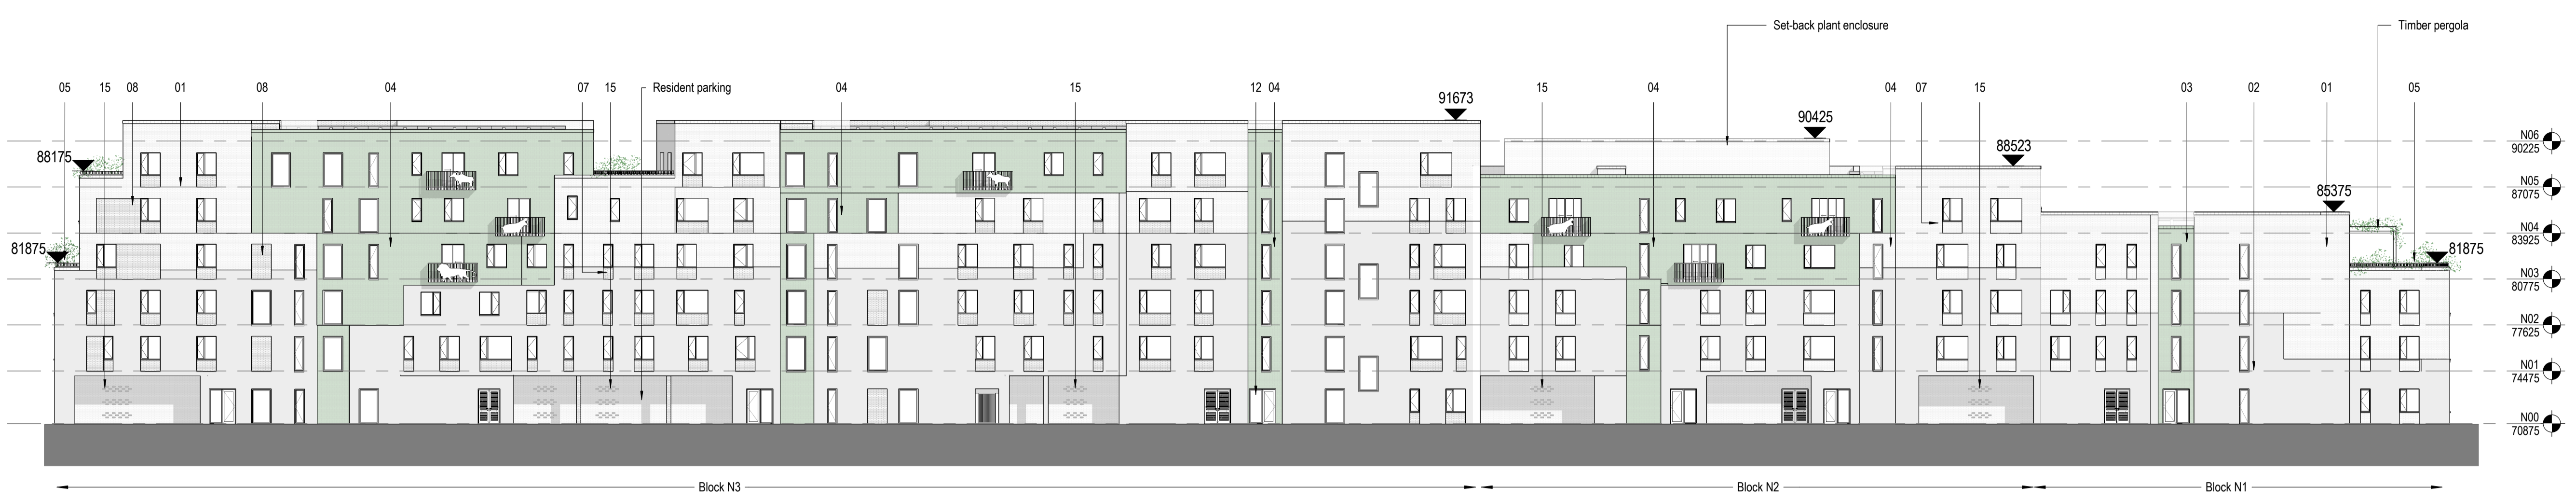 Set-back plant enclosure
Timber pergola
05 15 08 01 08 04 07 15 Resident parking 04 15 12 04 15 04 04 07 15 03 02 01 05
91673
90425
88175
88523
85375
81875
81875
N06
90225
N05
87075
N04
83925
N03
80775
N02
77625
N01
74475
N00
70875
Block N3
Block N2
Block N1